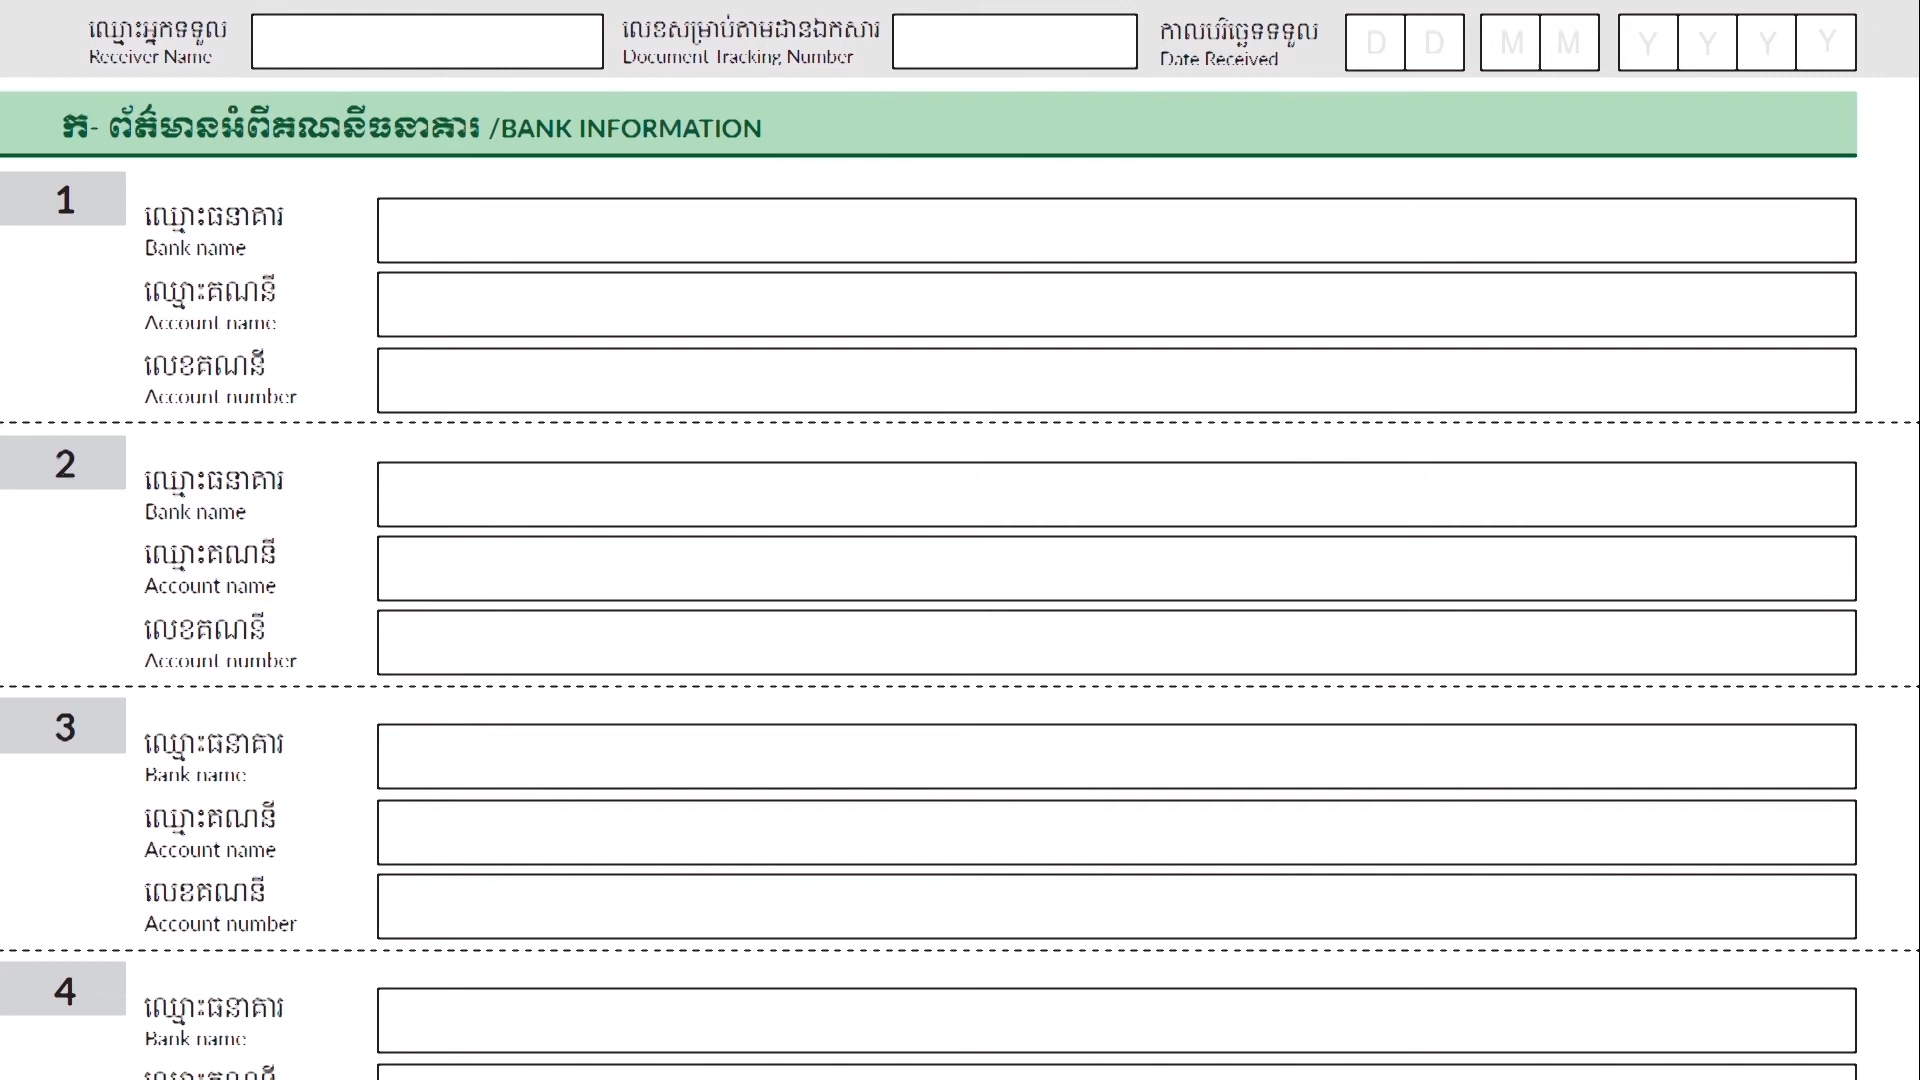 ឈ្មោះអ្នកទទួល
Receiver Name
លេខសម្រាប់តាមដានឯកសារ
Document Tracking Number
កាលបរិច្ឆេទទទួល
Date Received
D D M M Y Y Y Y
ក- ព័ត៌មានអំពីគណនីធនាគារ /BANK INFORMATION
1
ឈ្មោះធនាគារ
Bank name
ឈ្មោះគណនី
Account name
លេខគណនី
Account number
2
ឈ្មោះធនាគារ
Bank name
ឈ្មោះគណនី
Account name
លេខគណនី
Account number
3
ឈ្មោះធនាគារ
Bank name
ឈ្មោះគណនី
Account name
លេខគណនី
Account number
4
ឈ្មោះធនាគារ
Bank name